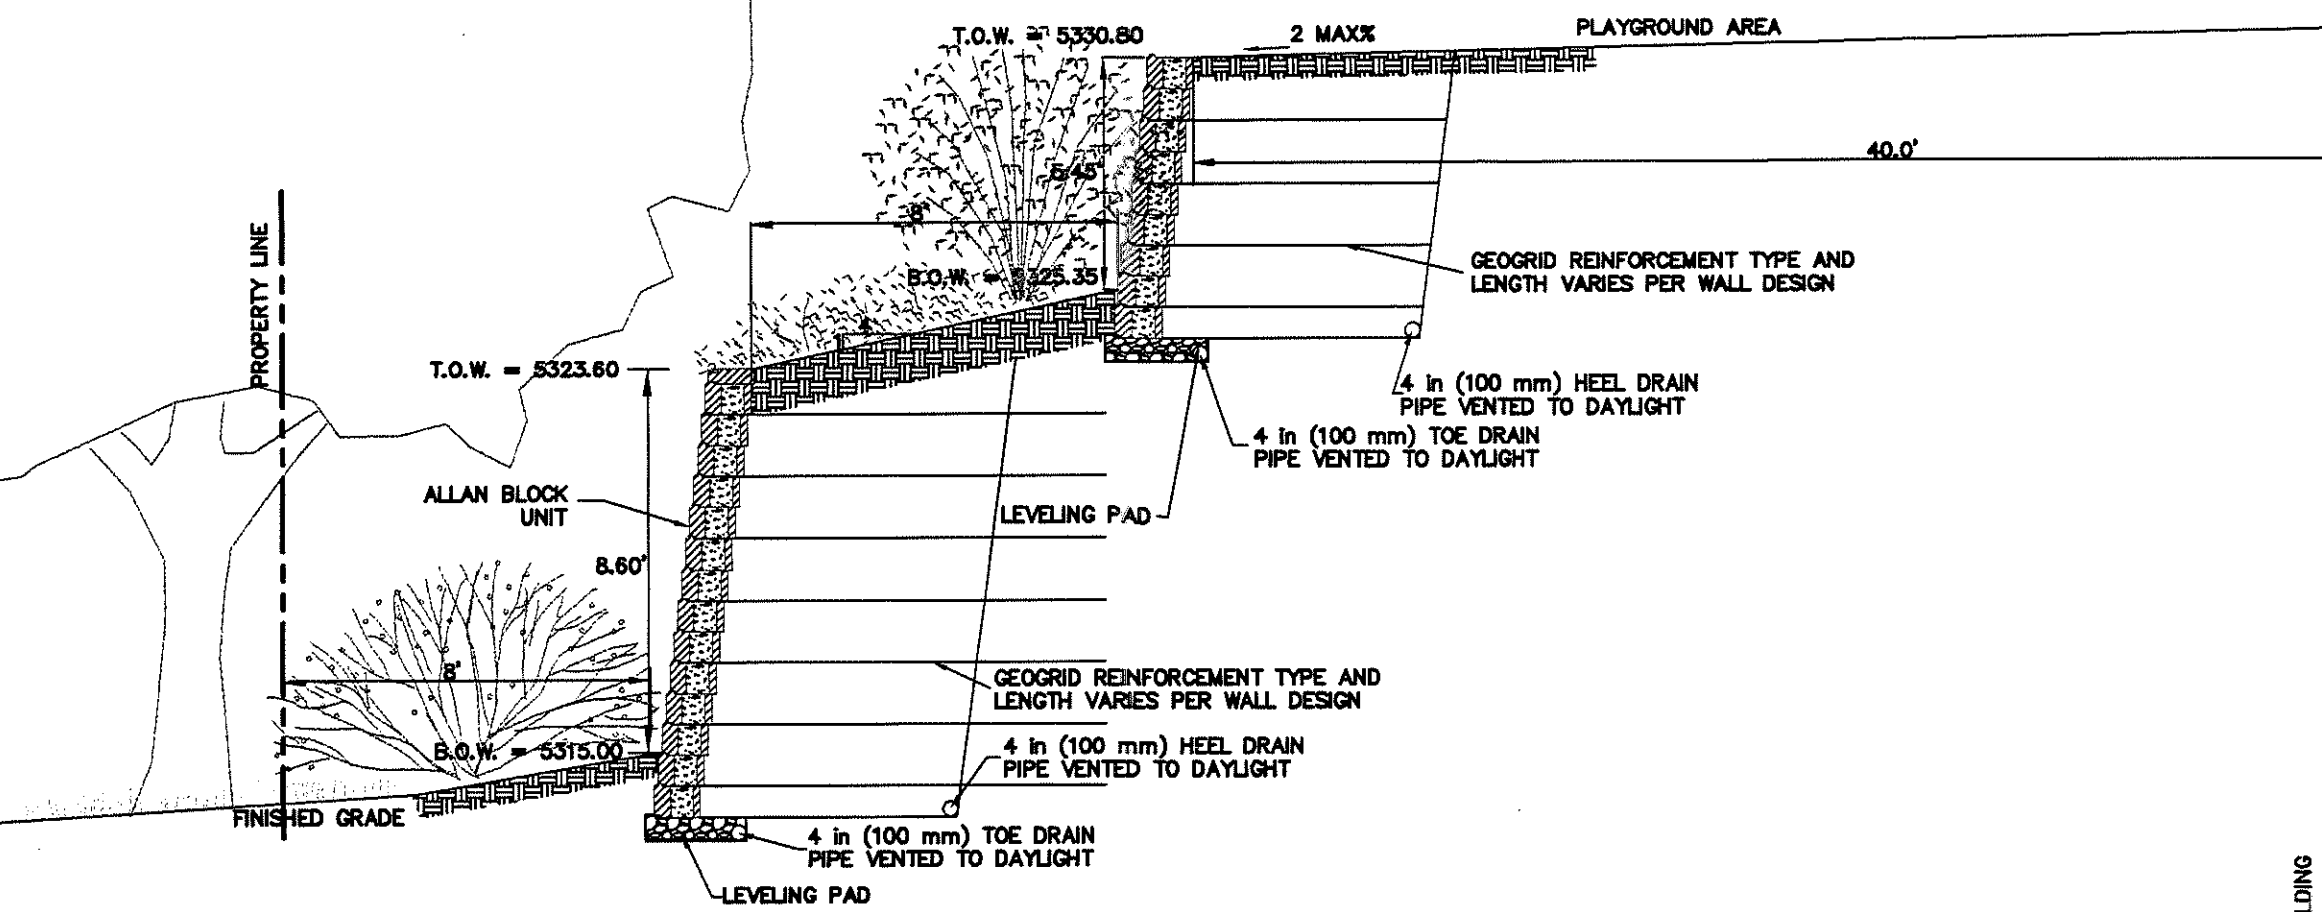 T.O.W. = 5330.80
2 MAX%
PLAYGROUND AREA
40.0'
5.45'
8'
PROPERTY LINE
B.O.W. = 5325.35
GEOGRID REINFORCEMENT TYPE AND
LENGTH VARIES PER WALL DESIGN
4
1
T.O.W. = 5323.60
4 in (100 mm) HEEL DRAIN
PIPE VENTED TO DAYLIGHT
4 in (100 mm) TOE DRAIN
PIPE VENTED TO DAYLIGHT
ALLAN BLOCK
UNIT
LEVELING PAD
8.60'
8'
GEOGRID REINFORCEMENT TYPE AND
LENGTH VARIES PER WALL DESIGN
B.O.W. = 5315.00
4 in (100 mm) HEEL DRAIN
PIPE VENTED TO DAYLIGHT
FINISHED GRADE
4 in (100 mm) TOE DRAIN
PIPE VENTED TO DAYLIGHT
LEVELING PAD
LDING